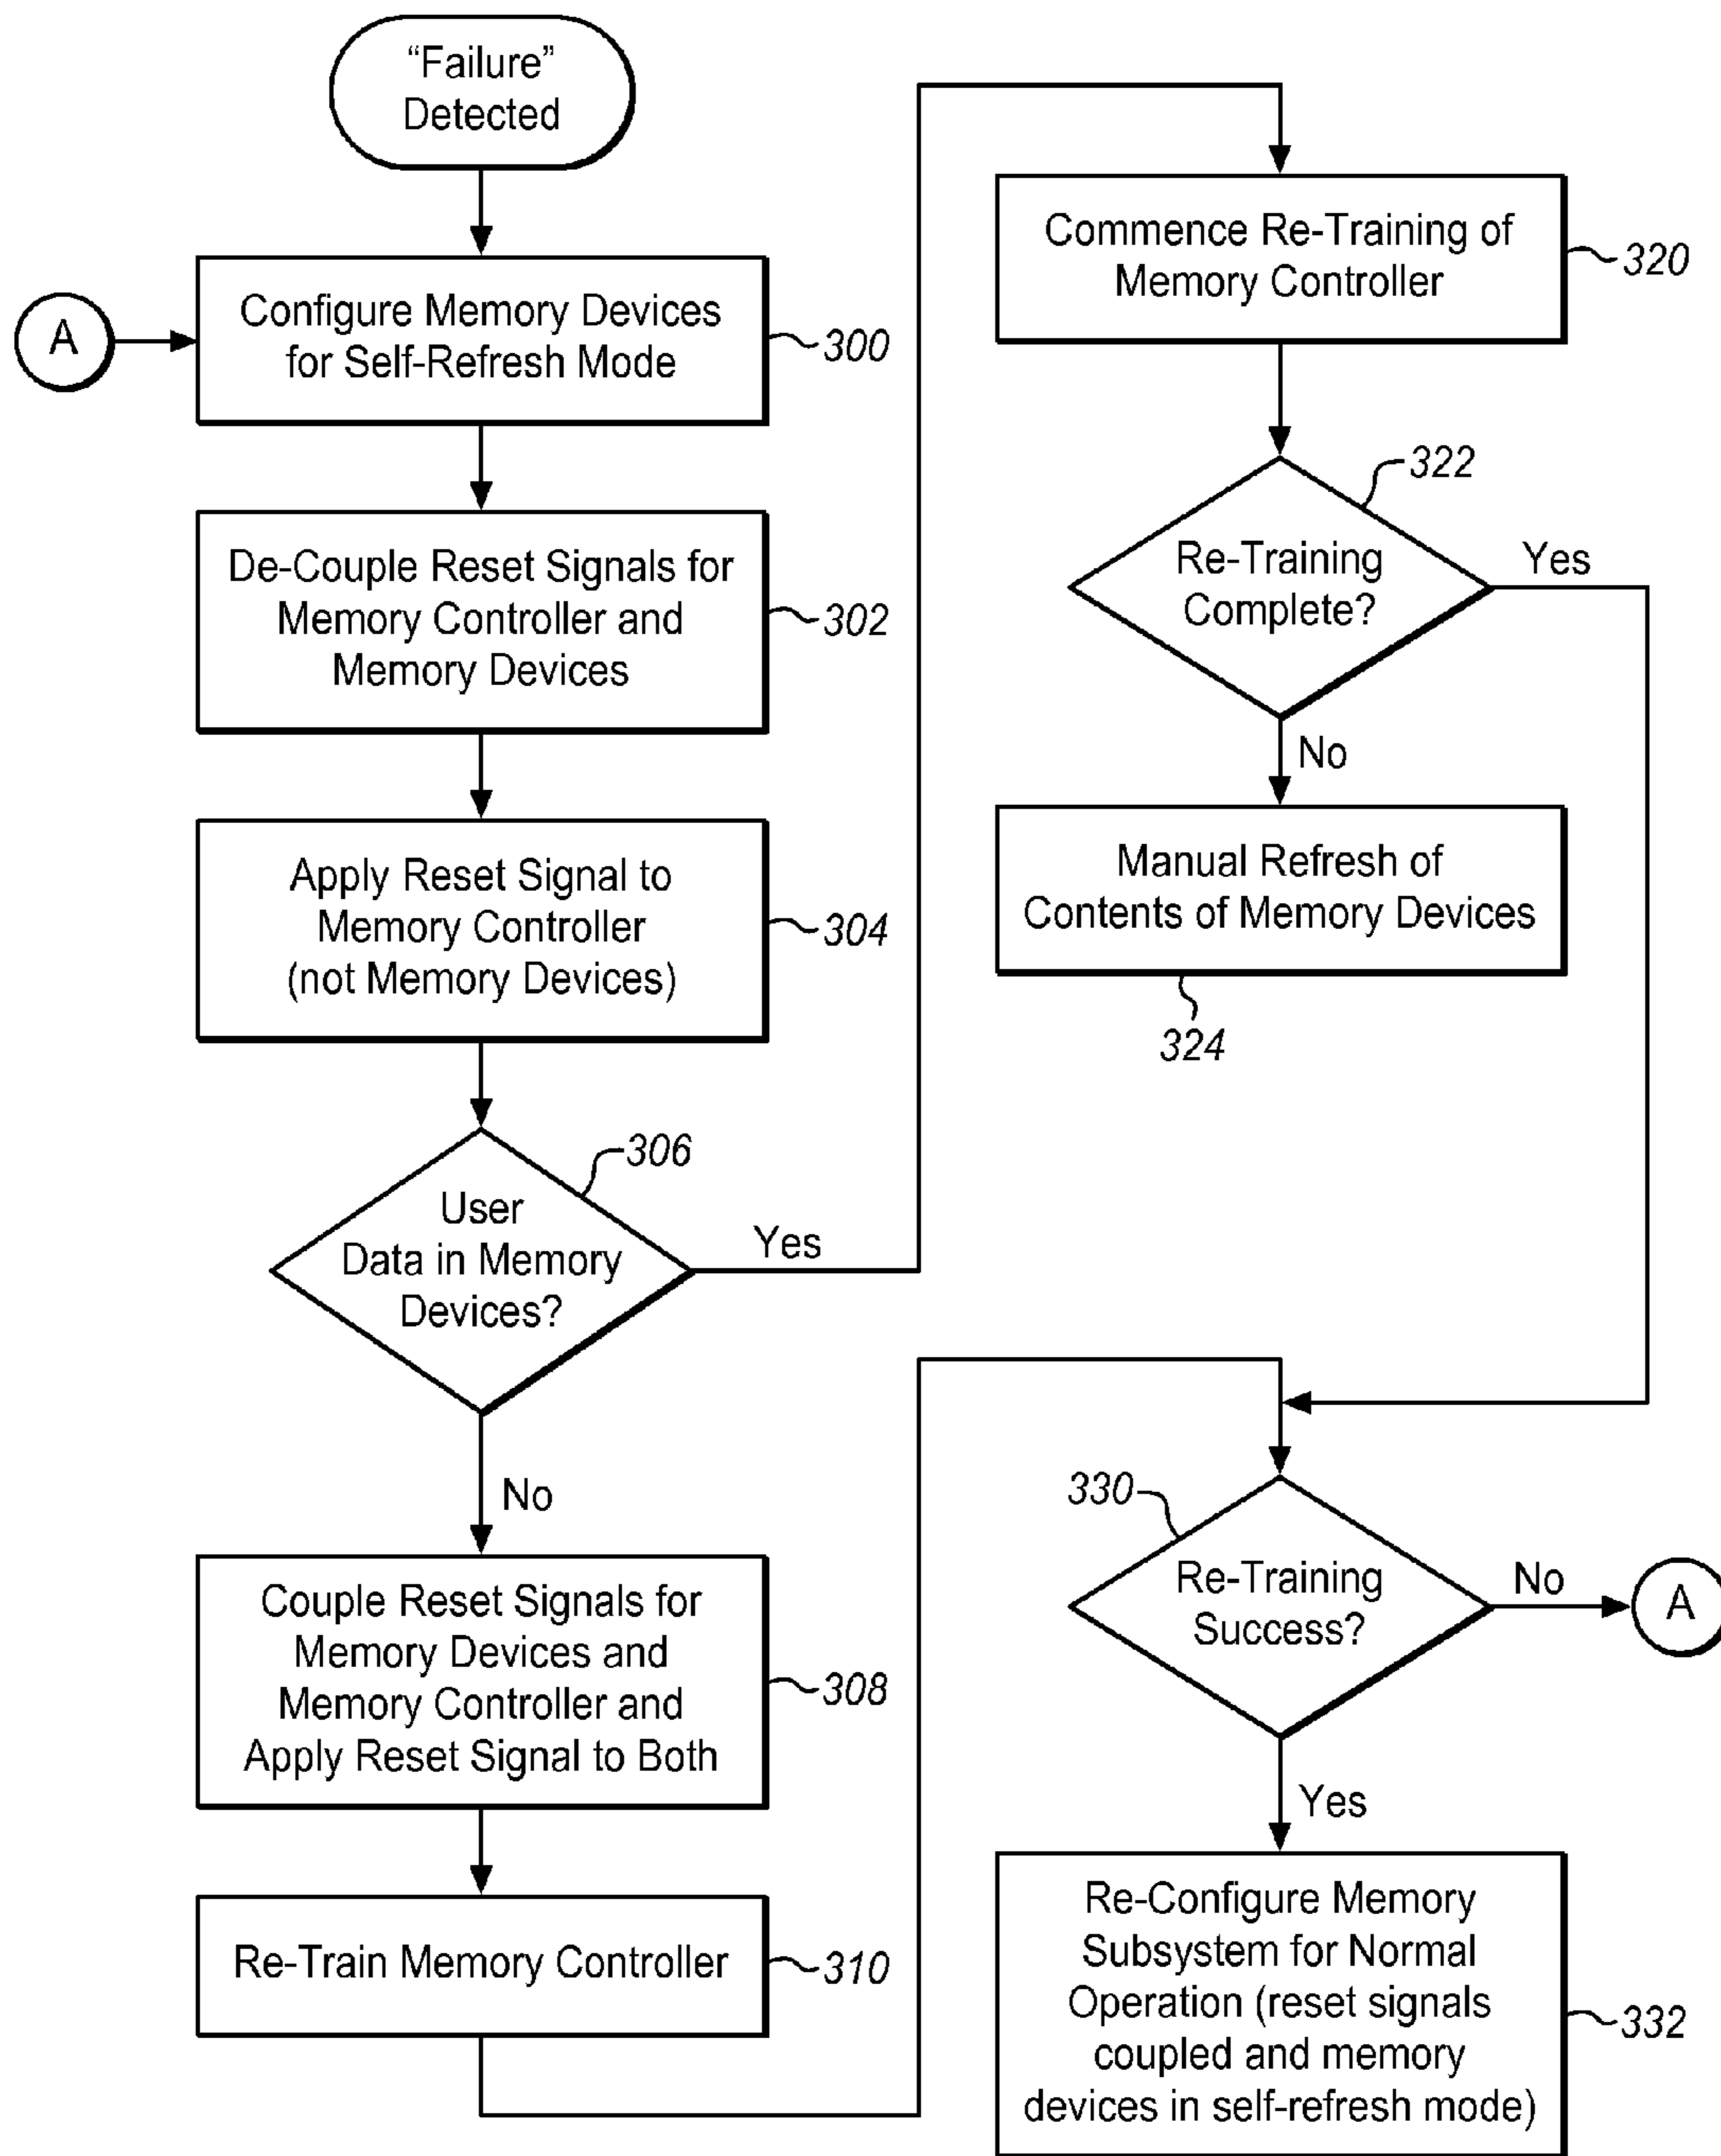 “Failure”
Detected
A
Configure Memory Devices
for Self-Refresh Mode
300
De-Couple Reset Signals for
Memory Controller and
Memory Devices
302
Apply Reset Signal to
Memory Controller
(not Memory Devices)
304
306
User
Data in Memory
Devices?
Yes
No
Couple Reset Signals for
Memory Devices and
Memory Controller and
Apply Reset Signal to Both
308
Re-Train Memory Controller
310
Commence Re-Training of
Memory Controller
320
322
Re-Training
Complete?
Yes
No
Manual Refresh of
Contents of Memory Devices
324
330
Re-Training
Success?
No
A
Yes
Re-Configure Memory
Subsystem for Normal
Operation (reset signals
coupled and memory
devices in self-refresh mode)
332